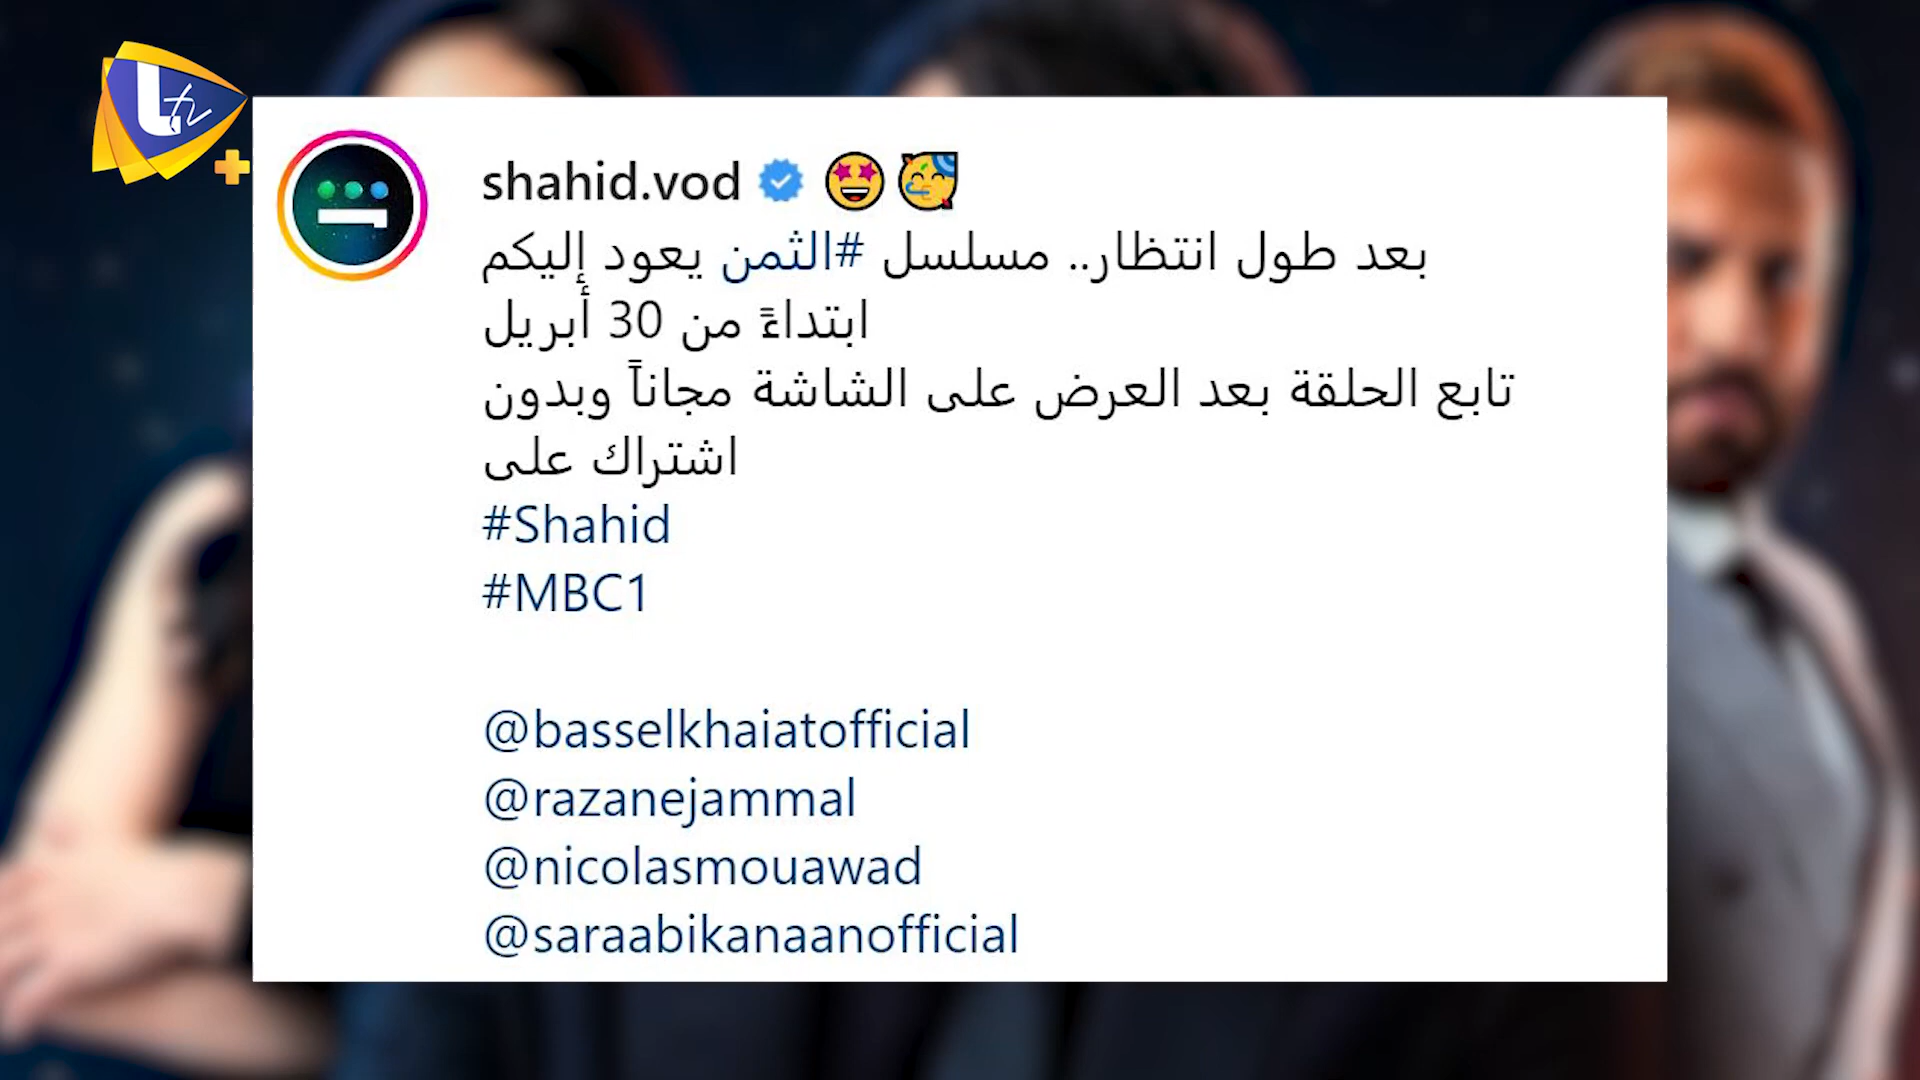 Ltv
shahid.vod 🤩🥳
بعد طول انتظار.. مسلسل #الثمن يعود إليكم
ابتداءً من 30 أبريل
تابع الحلقة بعد العرض على الشاشة مجاناً وبدون
اشتراك على
#Shahid
#MBC1
@basselkhaiatofficial
@razanejammal
@nicolasmouawad
@saraabikanaanofficial